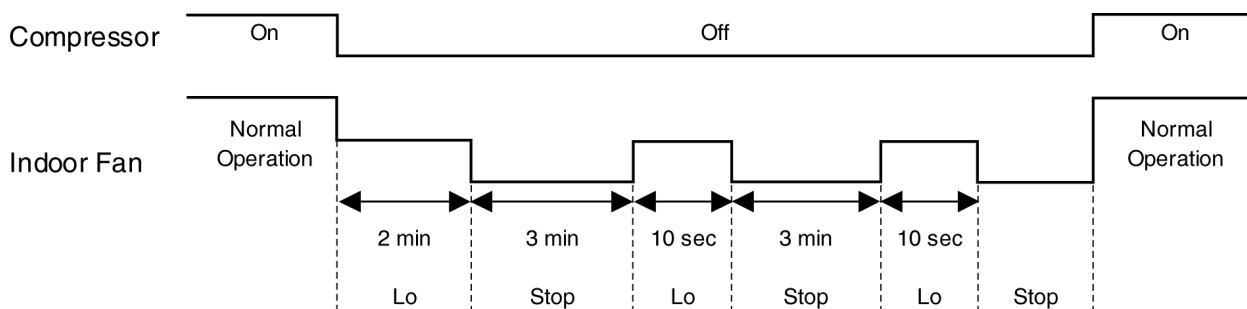 Compressor
On
Off
On
Indoor Fan
Normal
Operation
Normal
Operation
2 min
3 min
10 sec
3 min
10 sec
Lo
Stop
Lo
Stop
Lo
Stop